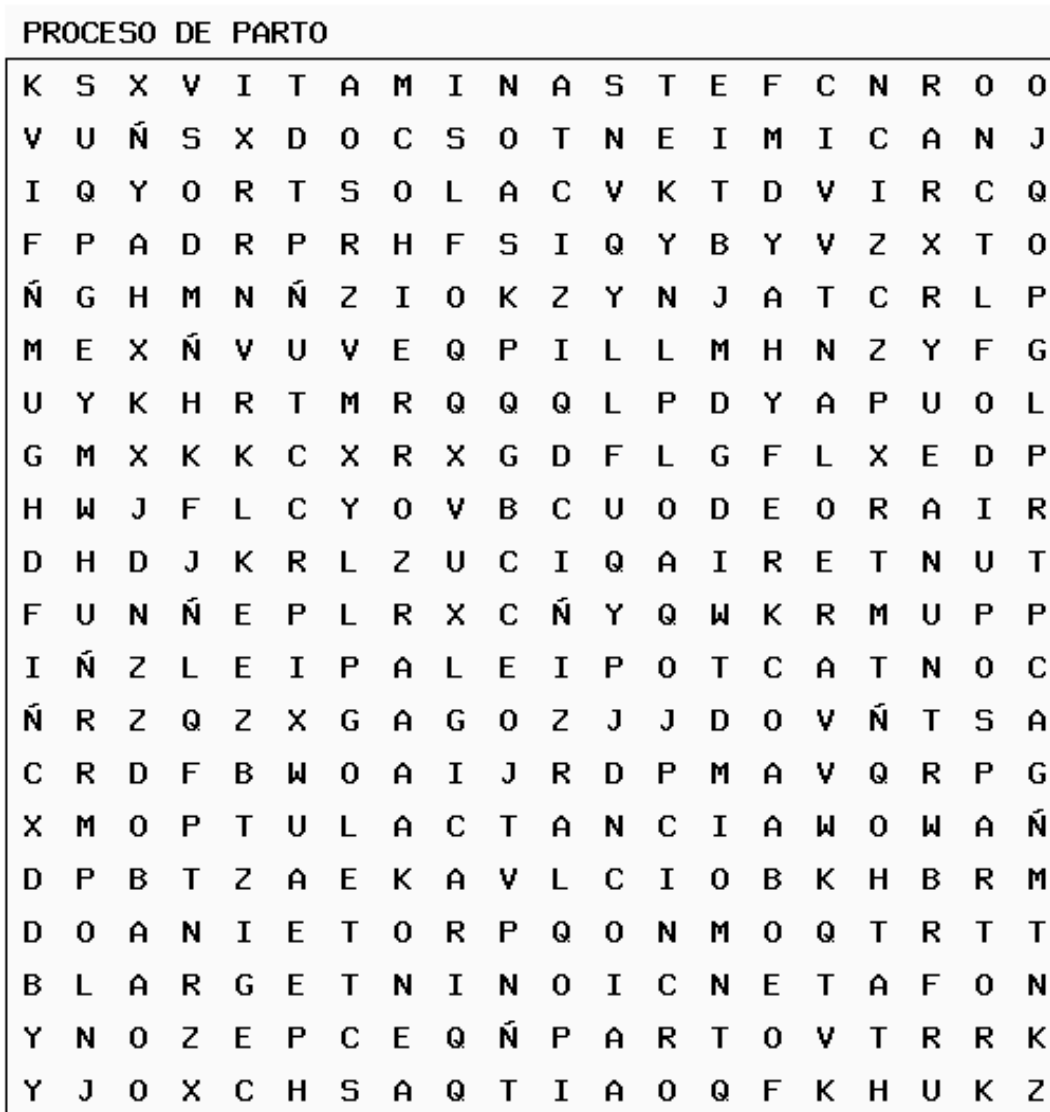 PROCESO DE PARTO
K S X V I T A M I N A S T E F C N R O O
V U Ñ S X D O C S O T N E I M I C A N J
I Q Y O R T S O L A C V K T D V I R C Q
F P A D R P R H F S I Q Y B Y V Z X T O
Ñ G H M N Ñ Z I O K Z Y N J A T C R L P
M E X Ñ V U V E Q P I L L M H N Z Y F G
U Y K H R T M R Q Q Q L P D Y A P U O L
G M X K K C X R X G D F L G F L X E D P
H W J F L C Y O V B C U O D E O R A I R
D H D J K R L Z U C I Q A I R E T N U T
F U N Ñ E P L R X C Ñ Y Q W K R M U P P
I Ñ Z L E I P A L E I P O T C A T N O C
Ñ R Z Q Z X G A G O Z J J D O V Ñ T S A
C R D F B W O A I J R D P M A V Q R P G
X M O P T U L A C T A N C I A W O W A Ñ
D P B T Z A E K A V L C I O B K H B R M
D O A N I E T O R P Q O N M O Q T R T T
B L A R G E T N I N O I C N E T A F O N
Y N O Z E P C E Q Ñ P A R T O V T R R K
Y J O X C H S A Q T I A O Q F K H U K Z